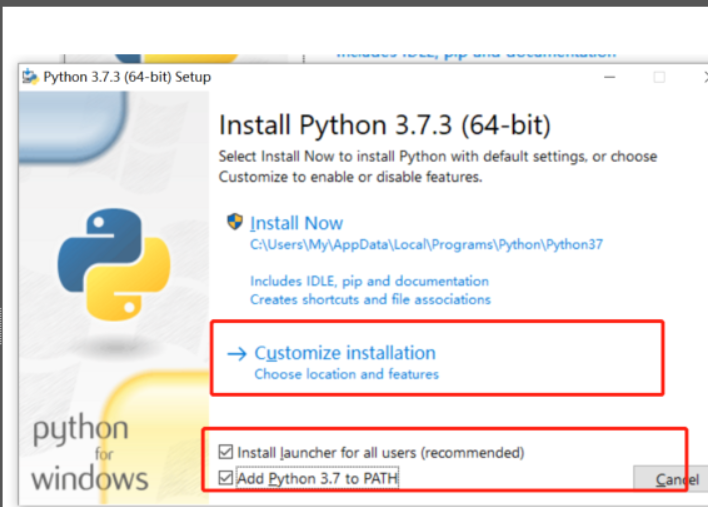 includes IDLE, pip and documentation
Python 3.7.3 (64-bit) Setup
Install Python 3.7.3 (64-bit)
Select Install Now to install Python with default settings, or choose
Customize to enable or disable features.
Install Now
C:\Users\My\AppData\Local\Programs\Python\Python37
Includes IDLE, pip and documentation
Creates shortcuts and file associations
→ Customize installation
Choose location and features
python
for
windows
Install launcher for all users (recommended)
Add Python 3.7 to PATH
Cancel